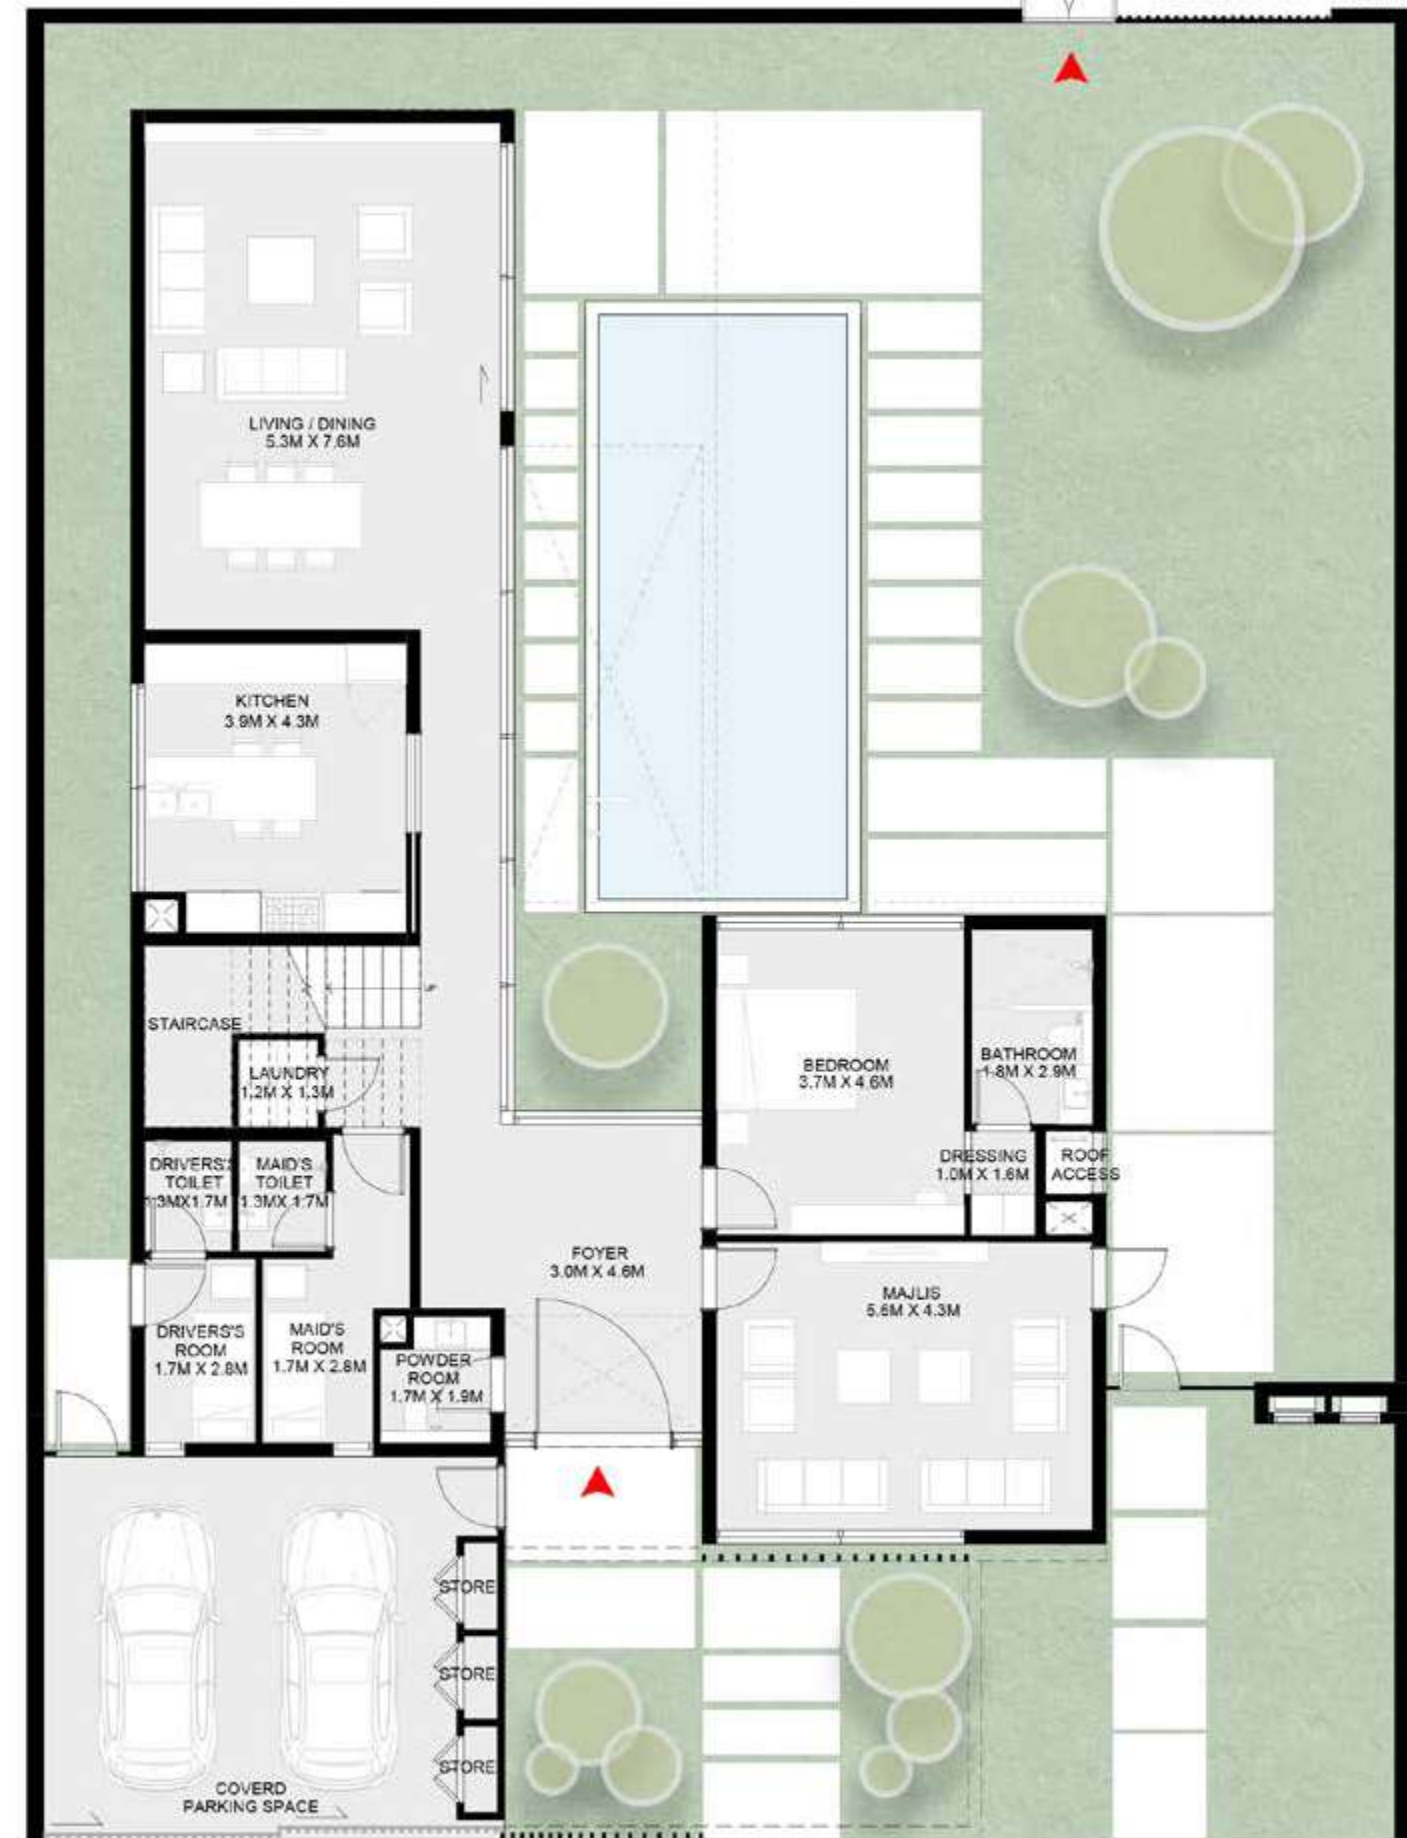 LIVING / DINING
5.3M X 7.6M
KITCHEN
3.9M X 4.3M
STAIRCASE
LAUNDRY
1.2M X 1.3M
BEDROOM
3.7M X 4.6M
BATHROOM
1.8M X 2.9M
DRIVERS'S
TOILET
1.3MX1.7M
MAID'S
TOILET
1.3MX 1.7M
DRESSING
1.0M X 1.6M
ROOF
ACCESS
FOYER
3.0M X 4.6M
MAJLIS
5.6M X 4.3M
DRIVERS'S
ROOM
1.7M X 2.8M
MAID'S
ROOM
1.7M X 2.8M
POWDER
ROOM
1.7M X 1.9M
STORE
STORE
STORE
COVERD
PARKING SPACE